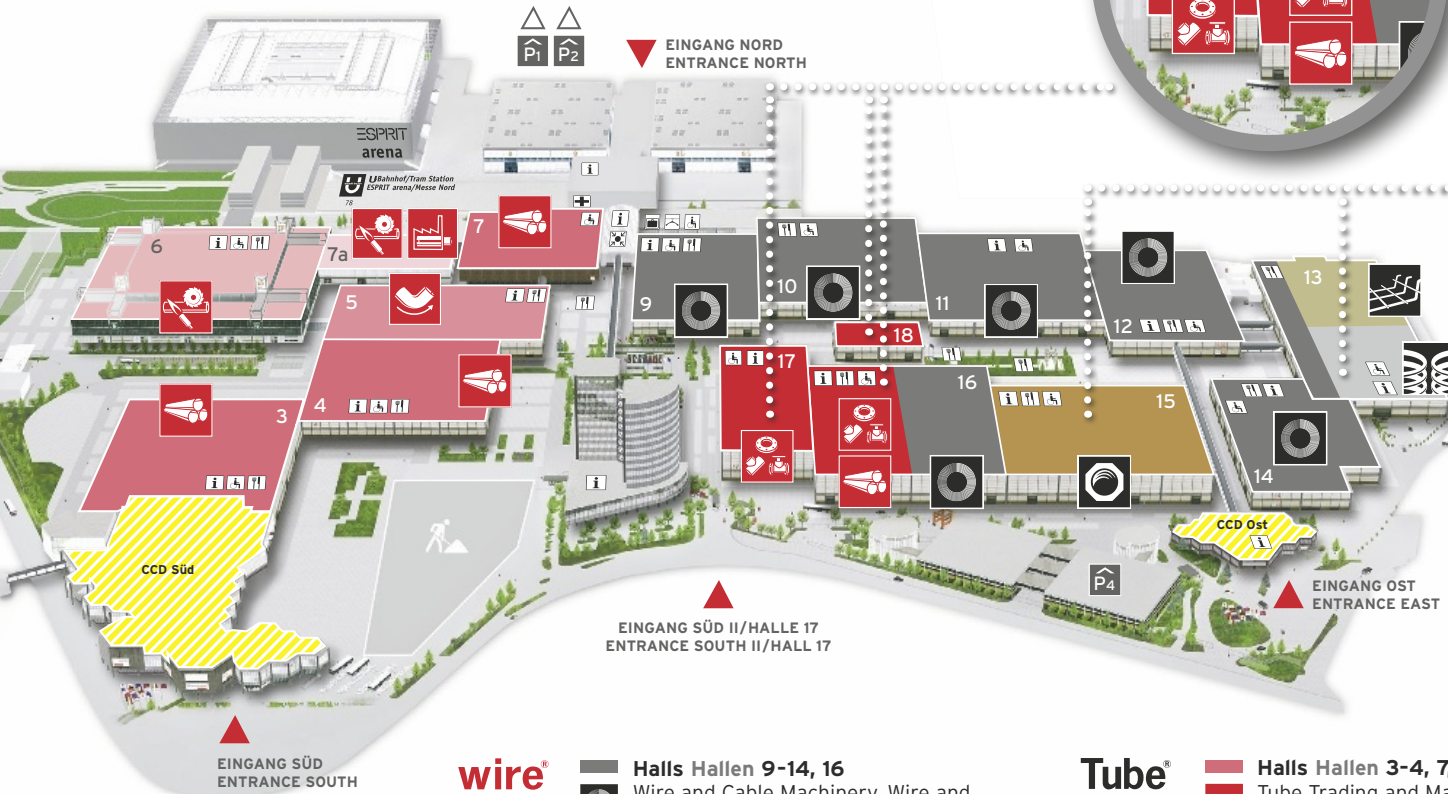 P1 P2
EINGANG NORD
ENTRANCE NORTH
ESPRIT
arena
U UBahnhof/Tram Station
ESPRIT arena/Messe Nord
78
6
7a
7
5
4
3
9
10
11
12
13
18
17
16
15
14
CCD Süd
CCD Ost
P4
EINGANG OST
ENTRANCE EAST
EINGANG SÜD II/HALLE 17
ENTRANCE SOUTH II/HALL 17
EINGANG SÜD
ENTRANCE SOUTH
wire®
Halls Hallen 9-14, 16
Wire and Cable Machinery, Wire and
Tube®
Halls Hallen 3-4, 7,
Tube Trading and Ma